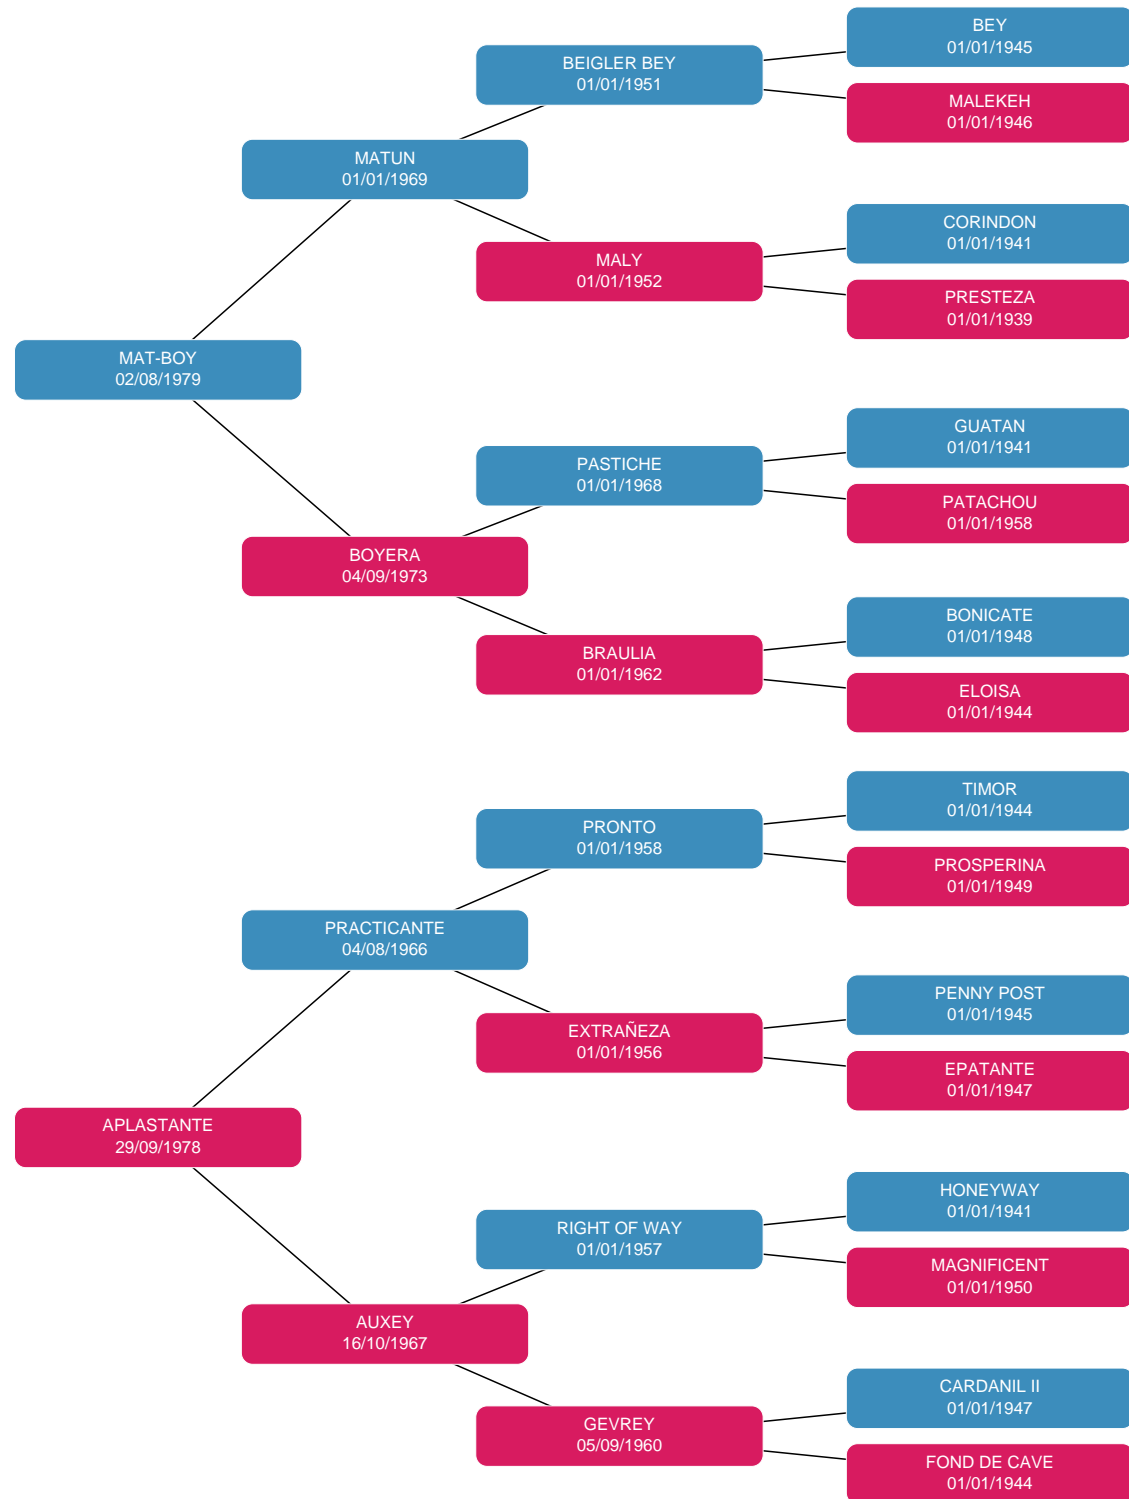 BEY
01/01/1945
BEIGLER BEY
01/01/1951
MALEKEH
01/01/1946
MATUN
01/01/1969
CORINDON
01/01/1941
MALY
01/01/1952
PRESTEZA
01/01/1939
MAT-BOY
02/08/1979
GUATAN
01/01/1941
PASTICHE
01/01/1968
PATACHOU
01/01/1958
BOYERA
04/09/1973
BONICATE
01/01/1948
BRAULIA
01/01/1962
ELOISA
01/01/1944
TIMOR
01/01/1944
PRONTO
01/01/1958
PROSPERINA
01/01/1949
PRACTICANTE
04/08/1966
PENNY POST
01/01/1945
EXTRAÑEZA
01/01/1956
EPATANTE
01/01/1947
APLASTANTE
29/09/1978
HONEYWAY
01/01/1941
RIGHT OF WAY
01/01/1957
MAGNIFICENT
01/01/1950
AUXEY
16/10/1967
CARDANIL II
01/01/1947
GEVREY
05/09/1960
FOND DE CAVE
01/01/1944